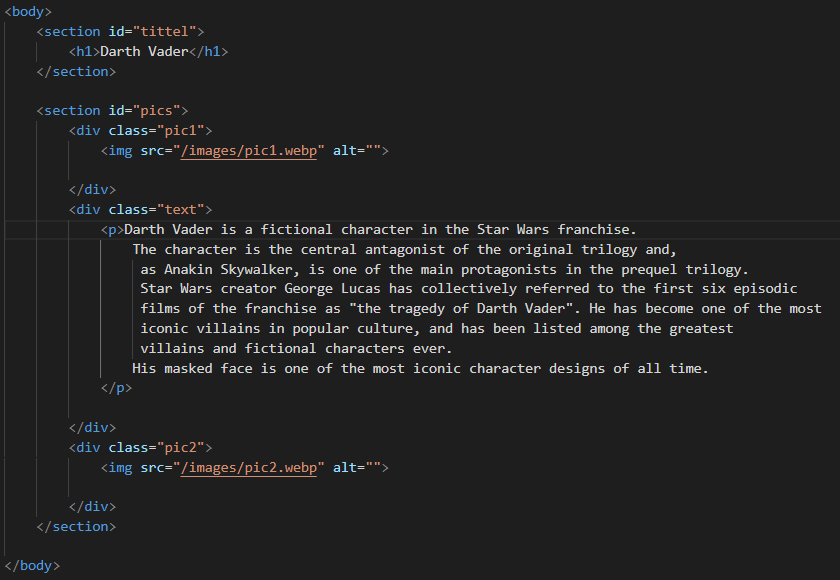 <body>
<section id="tittel">
<h1>Darth Vader</h1>
</section>
<section id="pics">
<div class="pic1">
<img src="/images/pic1.webp" alt="">
</div>
<div class="text">
<p>Darth Vader is a fictional character in the Star Wars franchise.
The character is the central antagonist of the original trilogy and,
as Anakin Skywalker, is one of the main protagonists in the prequel trilogy.
Star Wars creator George Lucas has collectively referred to the first six episodic
films of the franchise as "the tragedy of Darth Vader". He has become one of the most
iconic villains in popular culture, and has been listed among the greatest
villains and fictional characters ever.
His masked face is one of the most iconic character designs of all time.
</p>
</div>
<div class="pic2">
<img src="/images/pic2.webp" alt="">
</div>
</section>
</body>